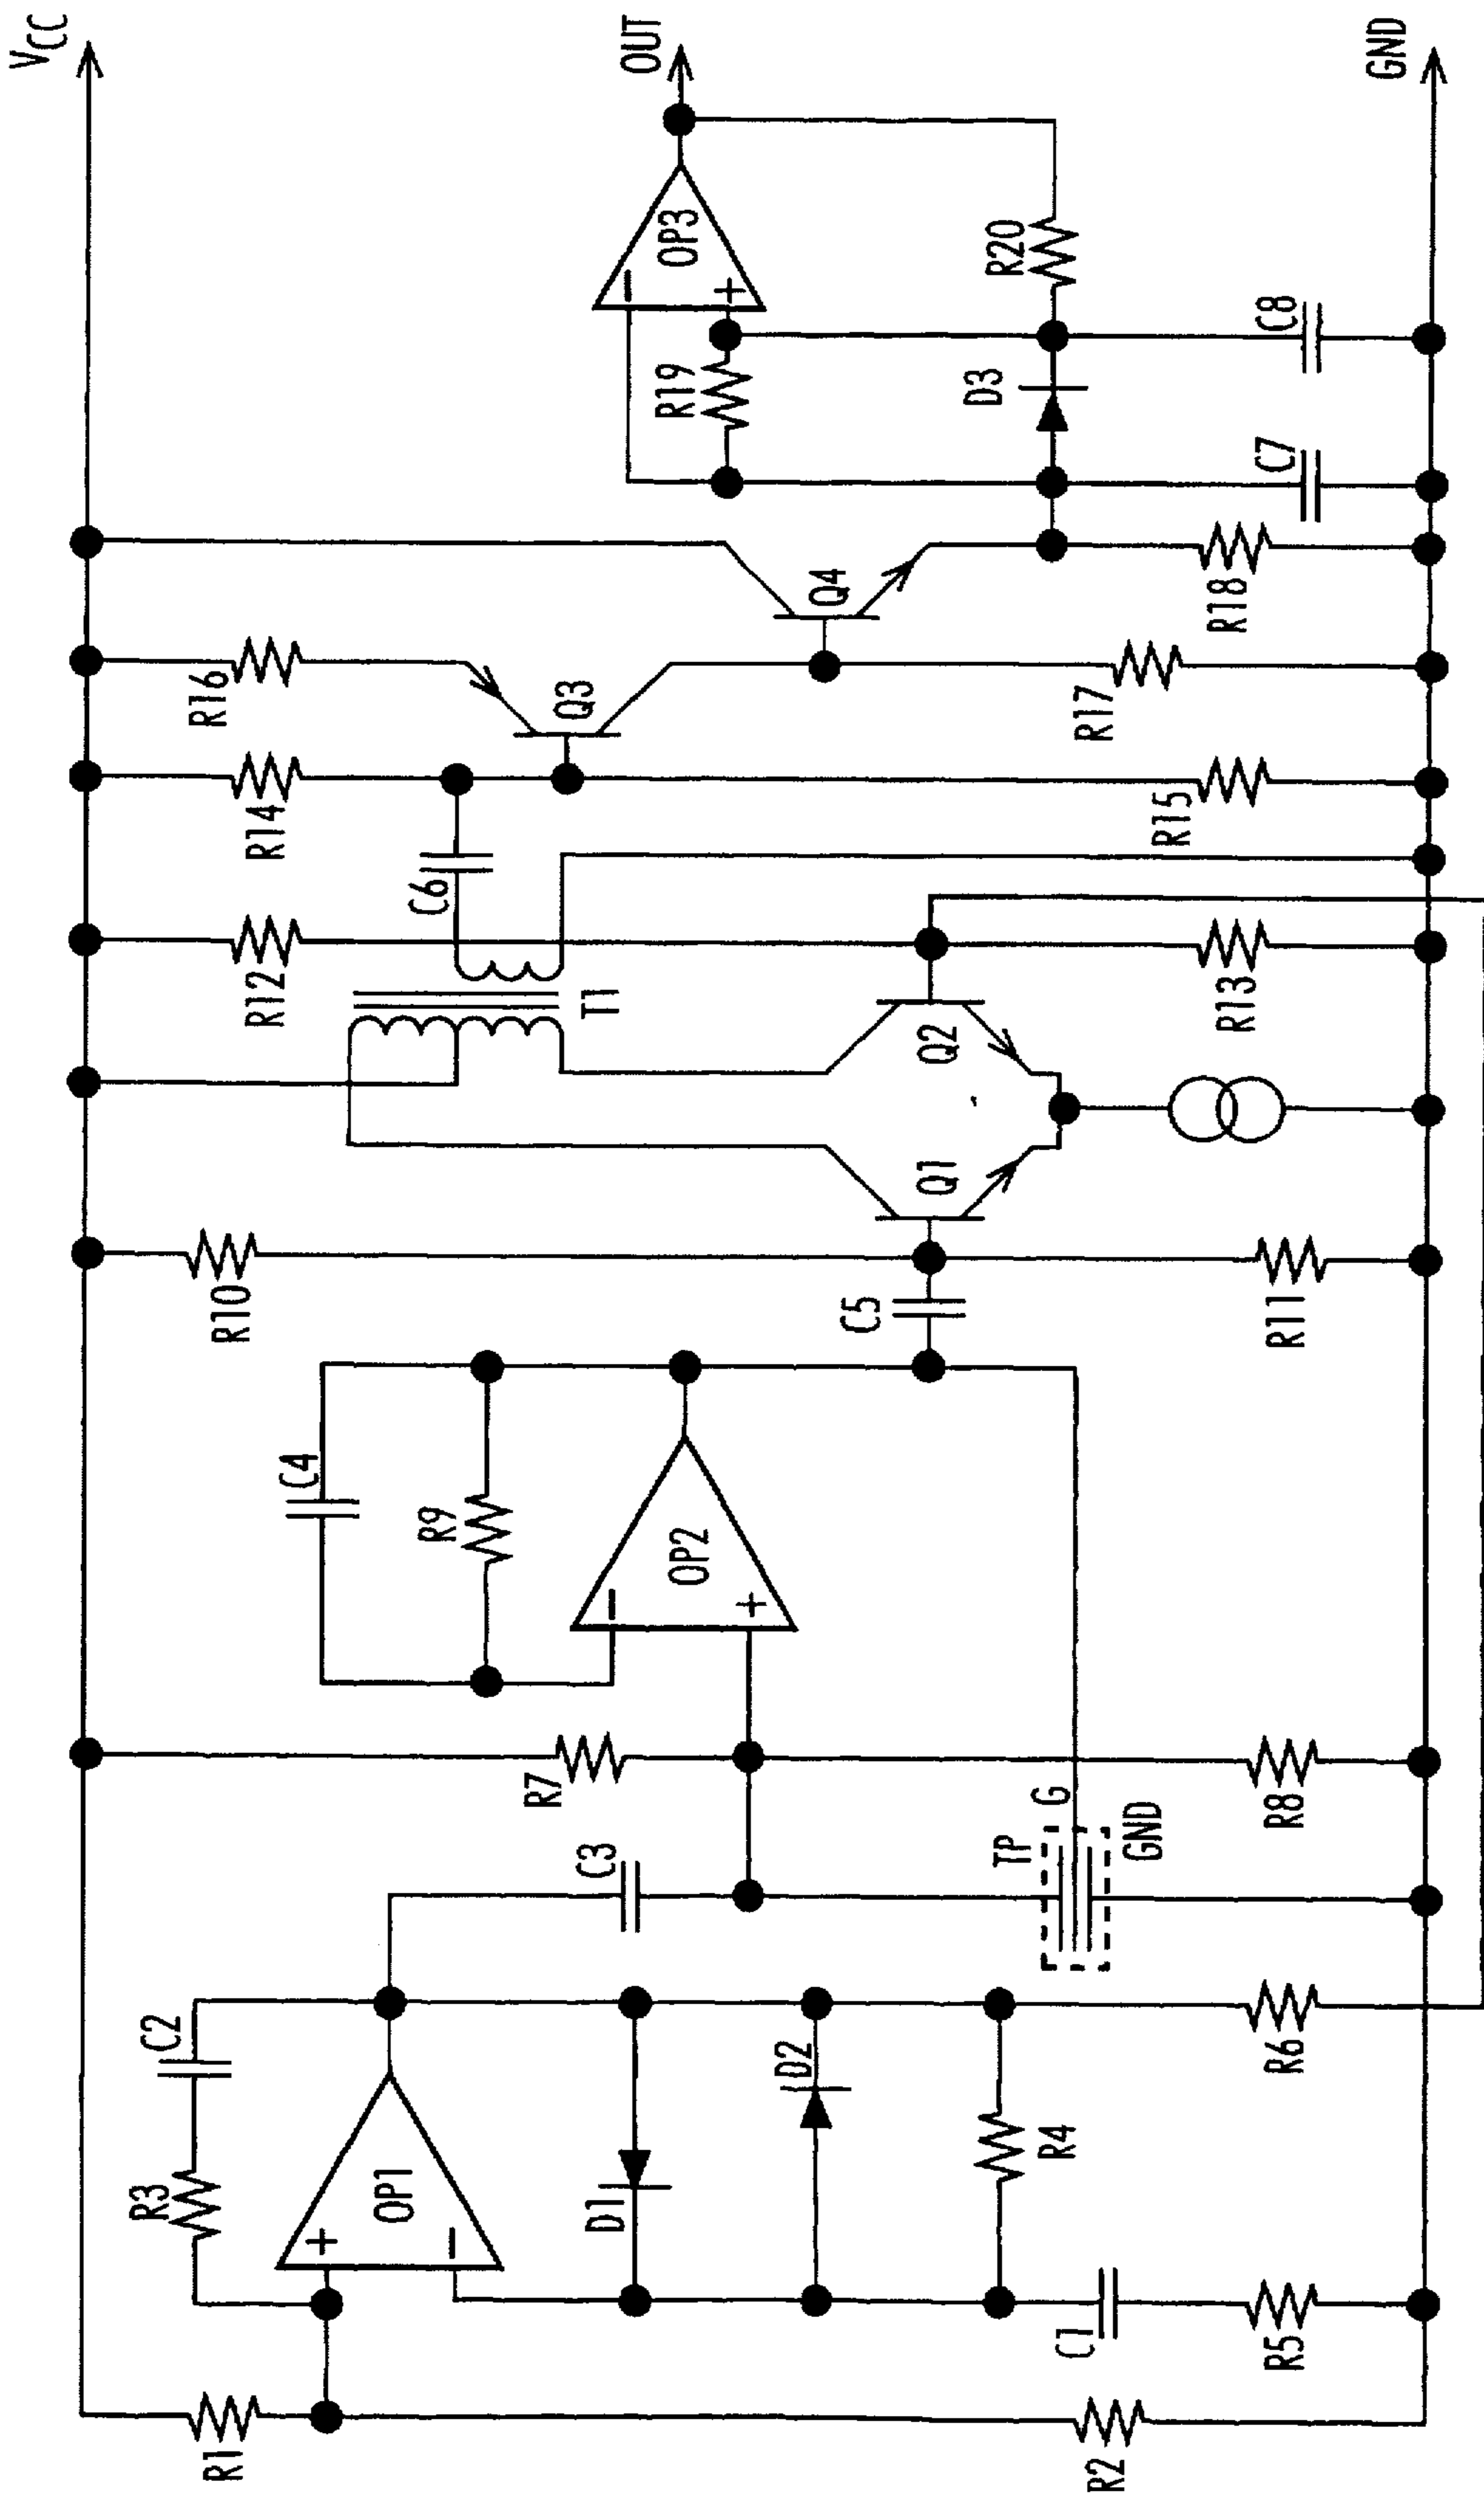 VCC
OUT
GND
OP3
R20
C8
R19
D3
C7
Q4
R18
R16
Q3
R17
R14
R15
C6
R12
T1
Q2
R13
Q1
R10
C5
R11
C4
R9
OP2
R7
G
R8
C3
TP
GND
C2
D2
R6
R3
OP1
D1
R4
C1
R5
R1
R2